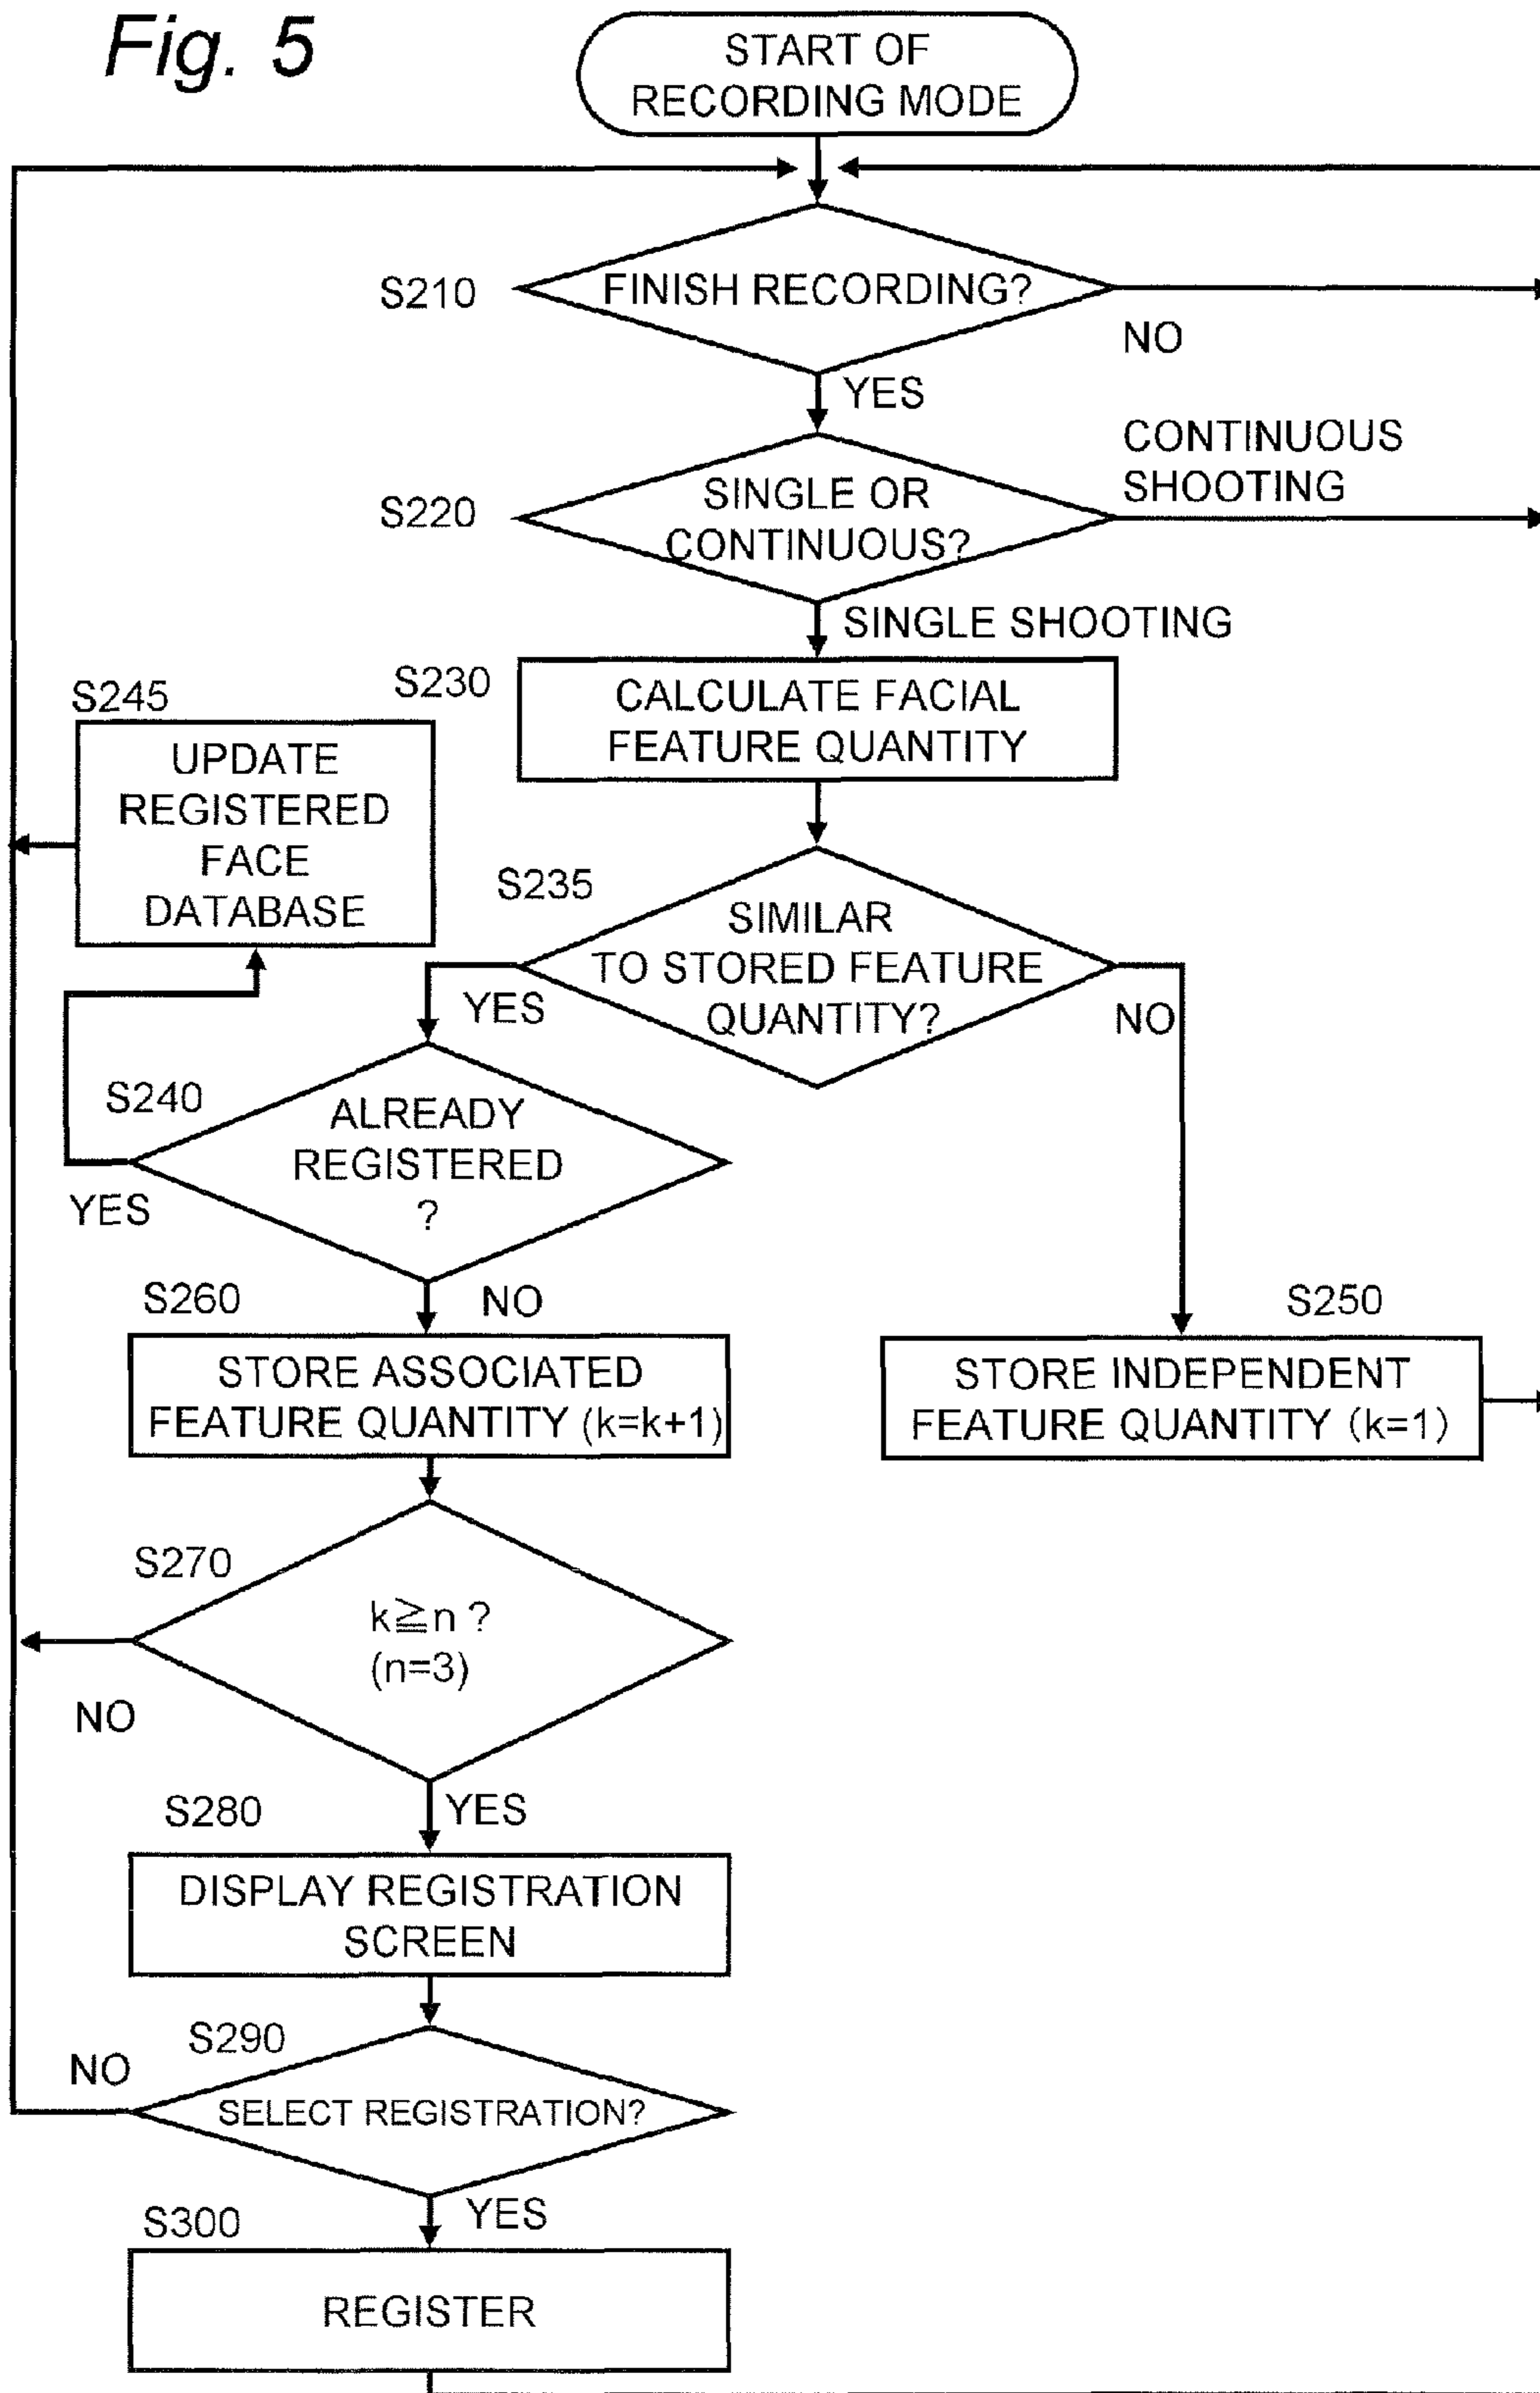 Fig. 5
START OF
RECORDING MODE
S210
FINISH RECORDING?
NO
YES
CONTINUOUS
SHOOTING
S220
SINGLE OR
CONTINUOUS?
SINGLE SHOOTING
S230
CALCULATE FACIAL
FEATURE QUANTITY
S245
UPDATE
REGISTERED
FACE
DATABASE
S235
SIMILAR
TO STORED FEATURE
QUANTITY?
YES
NO
S240
ALREADY
REGISTERED
?
YES
NO
S260
STORE ASSOCIATED
FEATURE QUANTITY (k=k+1)
S250
STORE INDEPENDENT
FEATURE QUANTITY (k=1)
S270
k≧n ?
(n=3)
NO
YES
S280
DISPLAY REGISTRATION
SCREEN
S290
NO
SELECT REGISTRATION?
YES
S300
REGISTER